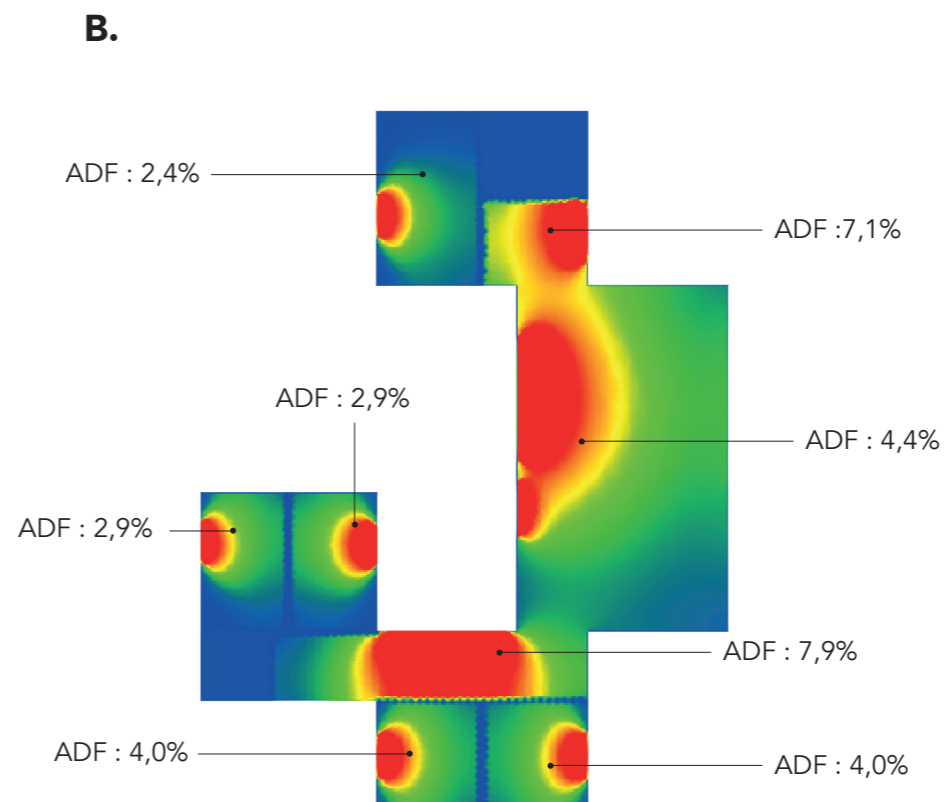 B.
ADF : 2,4%
ADF :7,1%
ADF : 2,9%
ADF : 4,4%
ADF : 2,9%
ADF : 7,9%
ADF : 4,0%
ADF : 4,0%